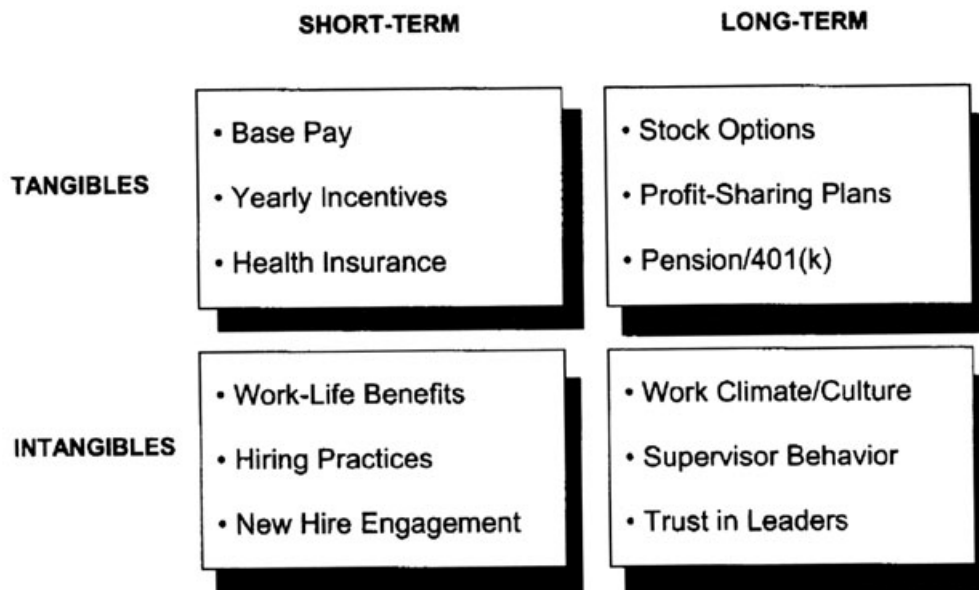 SHORT-TERM
LONG-TERM
TANGIBLES
• Base Pay
• Yearly Incentives
• Health Insurance
• Stock Options
• Profit-Sharing Plans
• Pension/401(k)
INTANGIBLES
• Work-Life Benefits
• Hiring Practices
• New Hire Engagement
• Work Climate/Culture
• Supervisor Behavior
• Trust in Leaders